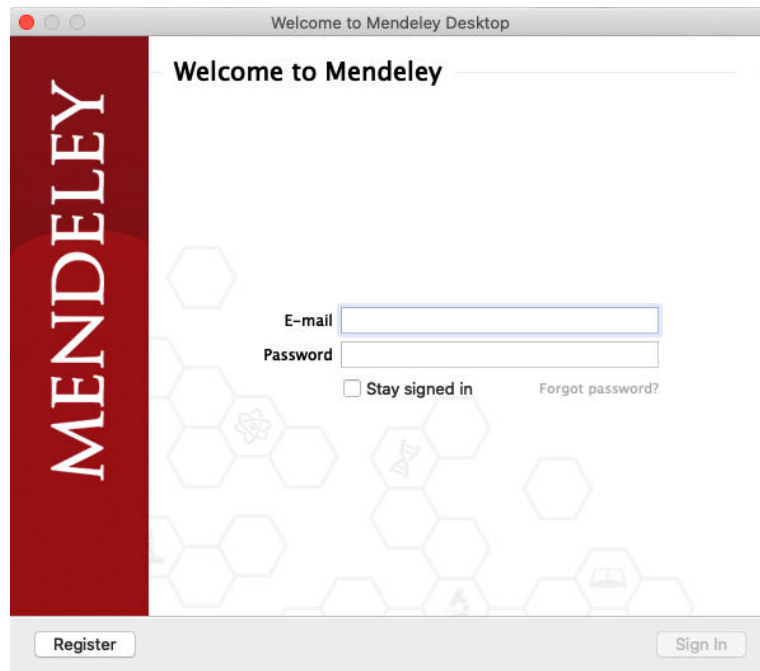 Welcome to Mendeley Desktop
MENDELEY
Welcome to Mendeley
E-mail
Password
Stay signed in Forgot password?
Register Sign In